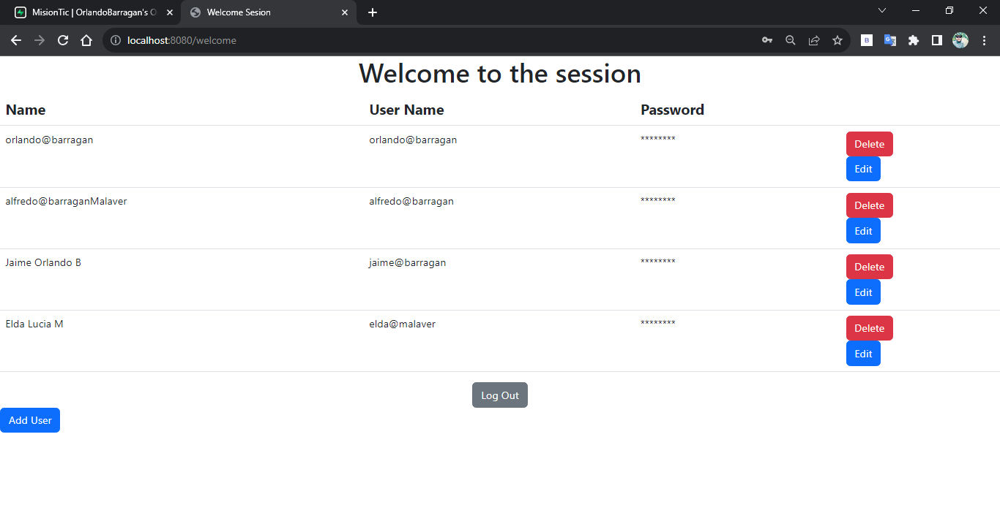 MisionTic | OrlandoBarragan's O
Welcome Sesion
localhost:8080/welcome
B
G
Welcome to the session
Name User Name Password
orlando@barragan orlando@barragan ******** Delete
Edit
alfredo@barraganMalaver alfredo@barragan ******** Delete
Edit
Jaime Orlando B jaime@barragan ******** Delete
Edit
Elda Lucia M elda@malaver ******** Delete
Edit
Log Out
Add User